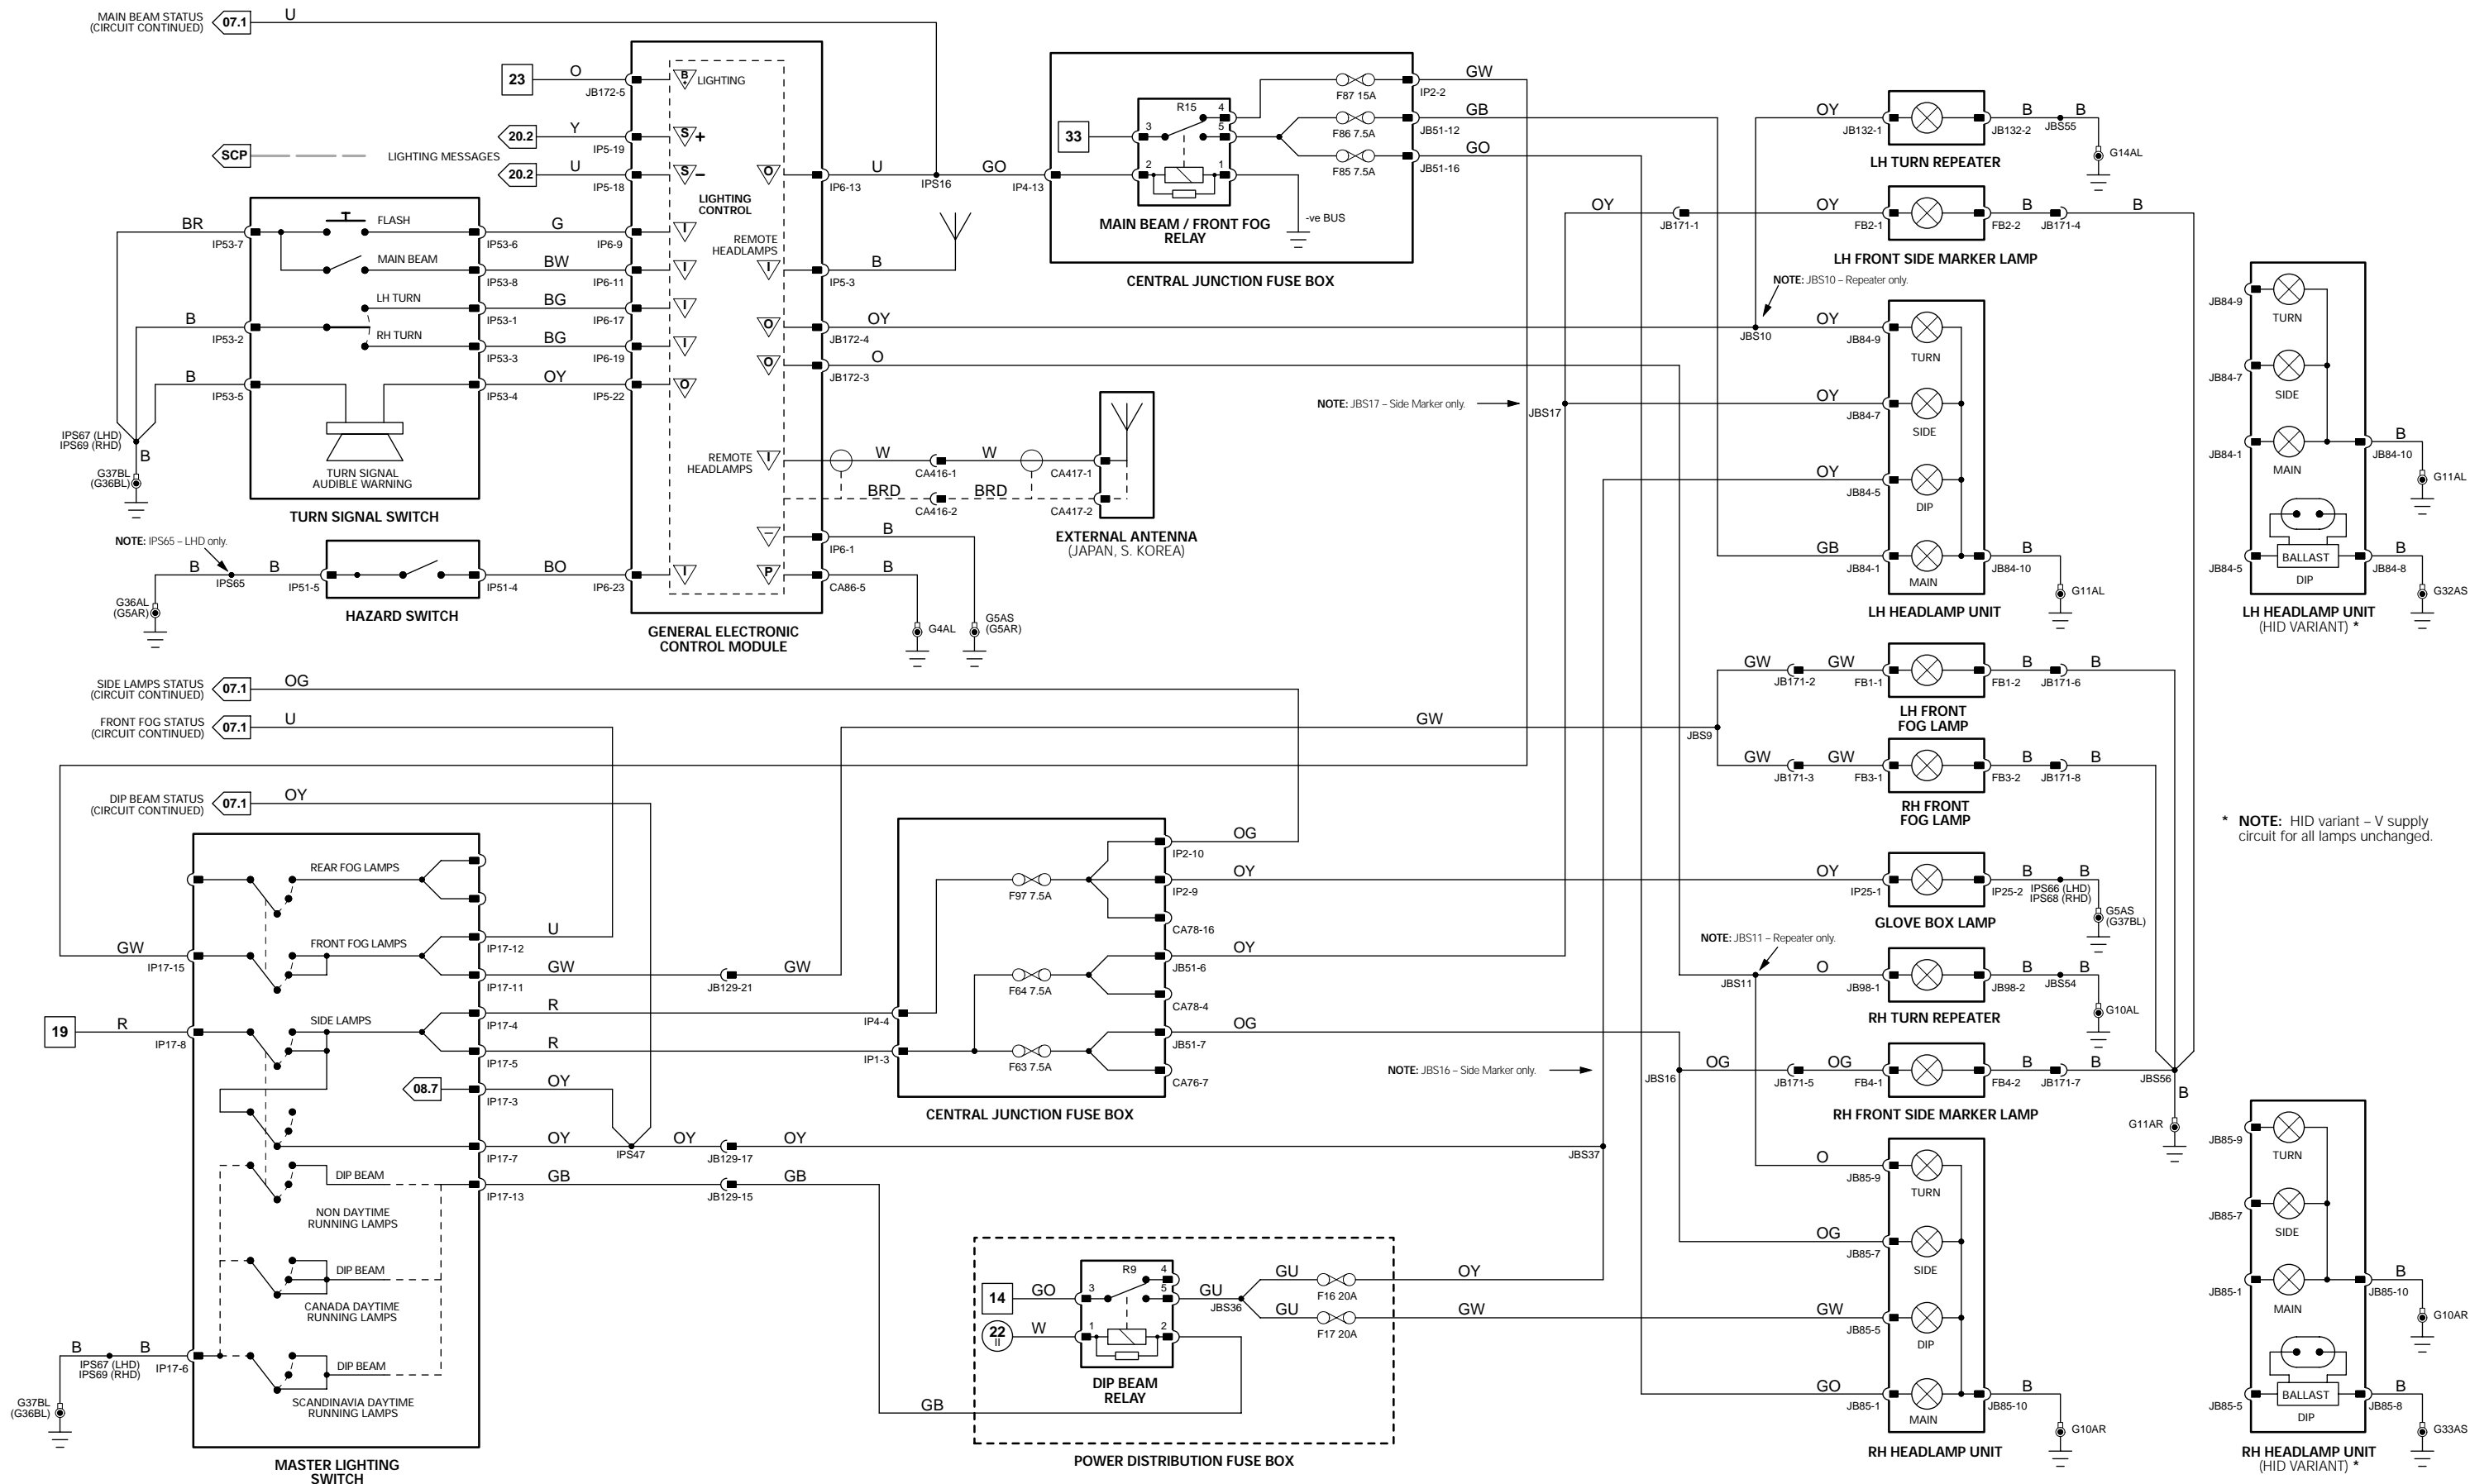 MAIN BEAM STATUS
(CIRCUIT CONTINUED)
07.1
U
23
O
JB172-5
B
+
LIGHTING
20.2
Y
IP5-19
S
+
SCP
LIGHTING MESSAGES
20.2
U
IP5-18
S
–
LIGHTING
CONTROL
O
IP6-13
U
IPS16
GO
IP4-13
33
R15
3
4
5
2
1
F87 15A
F86 7.5A
F85 7.5A
GW
IP2-2
GB
JB51-12
GO
JB51-16
-ve BUS
MAIN BEAM / FRONT FOG
RELAY
CENTRAL JUNCTION FUSE BOX
BR
IP53-7
FLASH
IP53-6
G
IP6-9
I
MAIN BEAM
IP53-8
BW
IP6-11
I
REMOTE
HEADLAMPS
I
IP5-3
B
LH TURN
IP53-1
BG
IP6-17
I
B
IP53-2
RH TURN
IP53-3
BG
IP6-19
I
O
JB172-4
OY
O
JB172-3
O
B
IP53-5
IP53-4
OY
IP5-22
O
TURN SIGNAL
AUDIBLE WARNING
TURN SIGNAL SWITCH
IPS67 (LHD)
IPS69 (RHD)
B
G37BL
(G36BL)
REMOTE
HEADLAMPS
I
W
CA416-1
W
CA417-1
BRD
CA416-2
BRD
CA417-2
EXTERNAL ANTENNA
(JAPAN, S. KOREA)
NOTE: IPS65 – LHD only.
B
IPS65
B
IP51-5
IP51-4
BO
IP6-23
I
G36AL
(G5AR)
HAZARD SWITCH
–
IP6-1
B
P
CA86-5
B
G4AL
G5AS
(G5AR)
GENERAL ELECTRONIC
CONTROL MODULE
OY
JB132-1
JB132-2
B
JBS55
B
G14AL
LH TURN REPEATER
OY
JB171-1
OY
FB2-1
FB2-2
B
JB171-4
B
LH FRONT SIDE MARKER LAMP
NOTE: JBS10 – Repeater only.
JBS10
OY
JB84-9
TURN
NOTE: JBS17 – Side Marker only.
JBS17
OY
JB84-7
SIDE
OY
JB84-5
DIP
GB
JB84-1
MAIN
JB84-10
B
G11AL
LH HEADLAMP UNIT
JB84-9
TURN
JB84-7
SIDE
JB84-1
MAIN
B
JB84-10
G11AL
JB84-5
BALLAST
DIP
B
JB84-8
G32AS
LH HEADLAMP UNIT
(HID VARIANT) *
SIDE LAMPS STATUS
(CIRCUIT CONTINUED)
07.1
OG
FRONT FOG STATUS
(CIRCUIT CONTINUED)
07.1
U
GW
JBS9
GW
JB171-2
GW
FB1-1
FB1-2
B
JB171-6
B
LH FRONT
FOG LAMP
GW
JB171-3
GW
FB3-1
FB3-2
B
JB171-8
B
RH FRONT
FOG LAMP
DIP BEAM STATUS
(CIRCUIT CONTINUED)
07.1
OY
* NOTE: HID variant – V supply
circuit for all lamps unchanged.
REAR FOG LAMPS
GW
IP17-15
FRONT FOG LAMPS
IP17-12
U
IP17-11
GW
JB129-21
GW
19
R
IP17-8
SIDE LAMPS
IP17-4
R
IP4-4
IP17-5
R
IP1-3
08.7
IP17-3
OY
IP17-7
OY
IPS47
OY
JB129-17
OY
JBS37
DIP BEAM
IP17-13
GB
JB129-15
GB
NON DAYTIME
RUNNING LAMPS
DIP BEAM
CANADA DAYTIME
RUNNING LAMPS
DIP BEAM
SCANDINAVIA DAYTIME
RUNNING LAMPS
B
IPS67 (LHD)
IPS69 (RHD)
B
IP17-6
G37BL
(G36BL)
MASTER LIGHTING
SWITCH
F97 7.5A
F64 7.5A
F63 7.5A
IP2-10
OG
IP2-9
OY
CA78-16
JB51-6
OY
CA78-4
JB51-7
OG
CA76-7
CENTRAL JUNCTION FUSE BOX
OY
IP25-1
IP25-2
B
IPS66 (LHD)
IPS68 (RHD)
B
G5AS
(G37BL)
GLOVE BOX LAMP
NOTE: JBS11 – Repeater only.
JBS11
O
JB98-1
JB98-2
B
JBS54
B
G10AL
RH TURN REPEATER
NOTE: JBS16 – Side Marker only.
JBS16
OG
JB171-5
OG
FB4-1
FB4-2
B
JB171-7
B
JBS56
B
G11AR
RH FRONT SIDE MARKER LAMP
14
GO
22
II
W
R9
3
4
5
1
2
GU
JBS36
GU
F16 20A
OY
GU
F17 20A
GW
DIP BEAM
RELAY
GB
POWER DISTRIBUTION FUSE BOX
O
JB85-9
TURN
OG
JB85-7
SIDE
GW
JB85-5
DIP
GO
JB85-1
MAIN
JB85-10
B
G10AR
RH HEADLAMP UNIT
JB85-9
TURN
JB85-7
SIDE
JB85-1
MAIN
B
JB85-10
G10AR
JB85-5
BALLAST
DIP
B
JB85-8
G33AS
RH HEADLAMP UNIT
(HID VARIANT) *